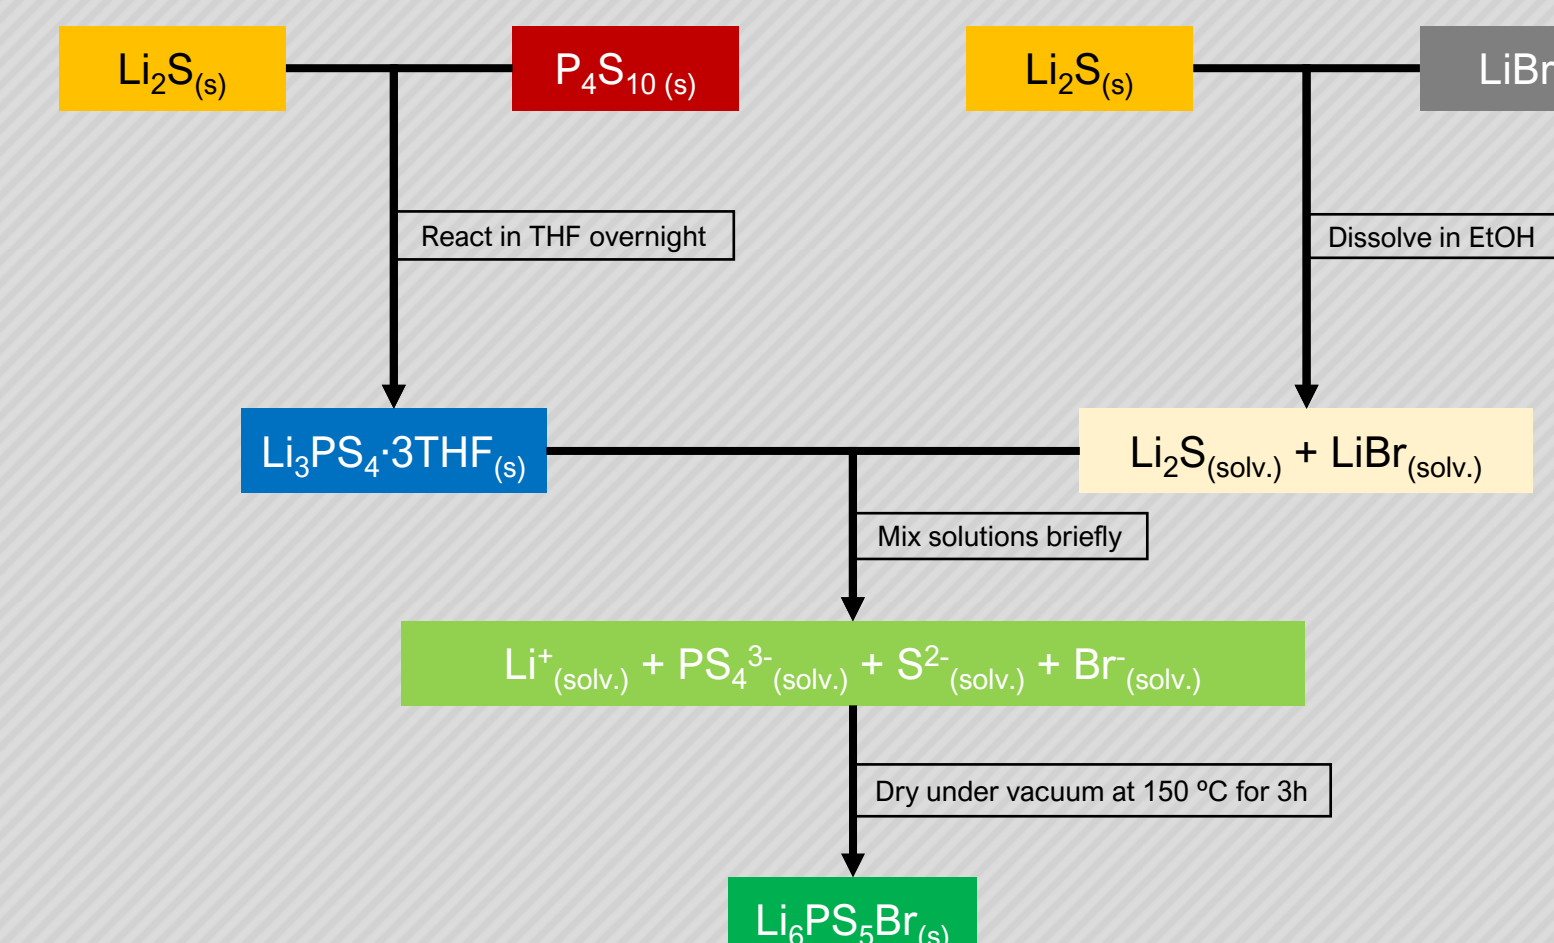 Li₂S₍s₎
P₄S₁₀ ₍s₎
Li₂S₍s₎
LiBr
React in THF overnight
Dissolve in EtOH
Li₃PS₄·3THF₍s₎
Li₂S₍solv.₎ + LiBr₍solv.₎
Mix solutions briefly
Li⁺₍solv.₎ + PS₄³⁻₍solv.₎ + S²⁻₍solv.₎ + Br⁻₍solv.₎
Dry under vacuum at 150 ºC for 3h
Li₆PS₅Br₍s₎